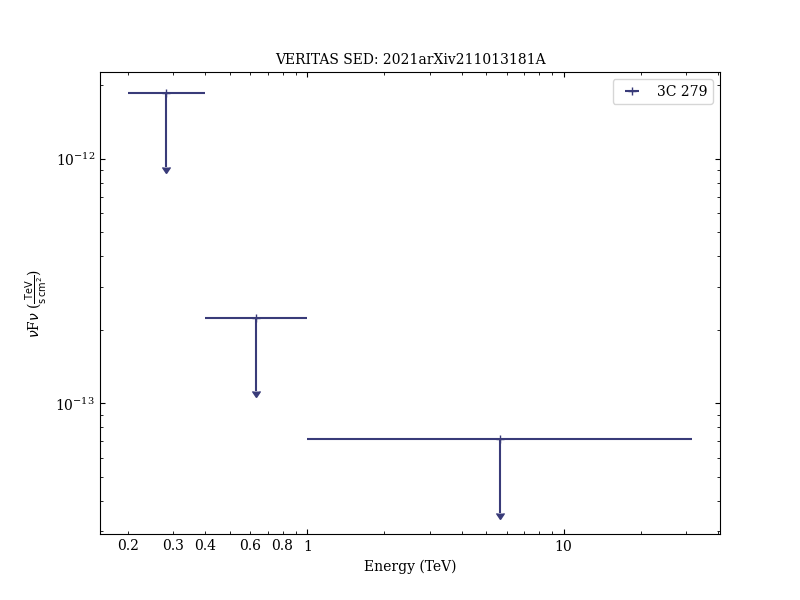 VERITAS SED: 2021arXiv211013181A
3C 279
10⁻¹²
10⁻¹³
νFν (TeV / s cm²)
0.2 0.3 0.4 0.6 0.8 1 10
Energy (TeV)